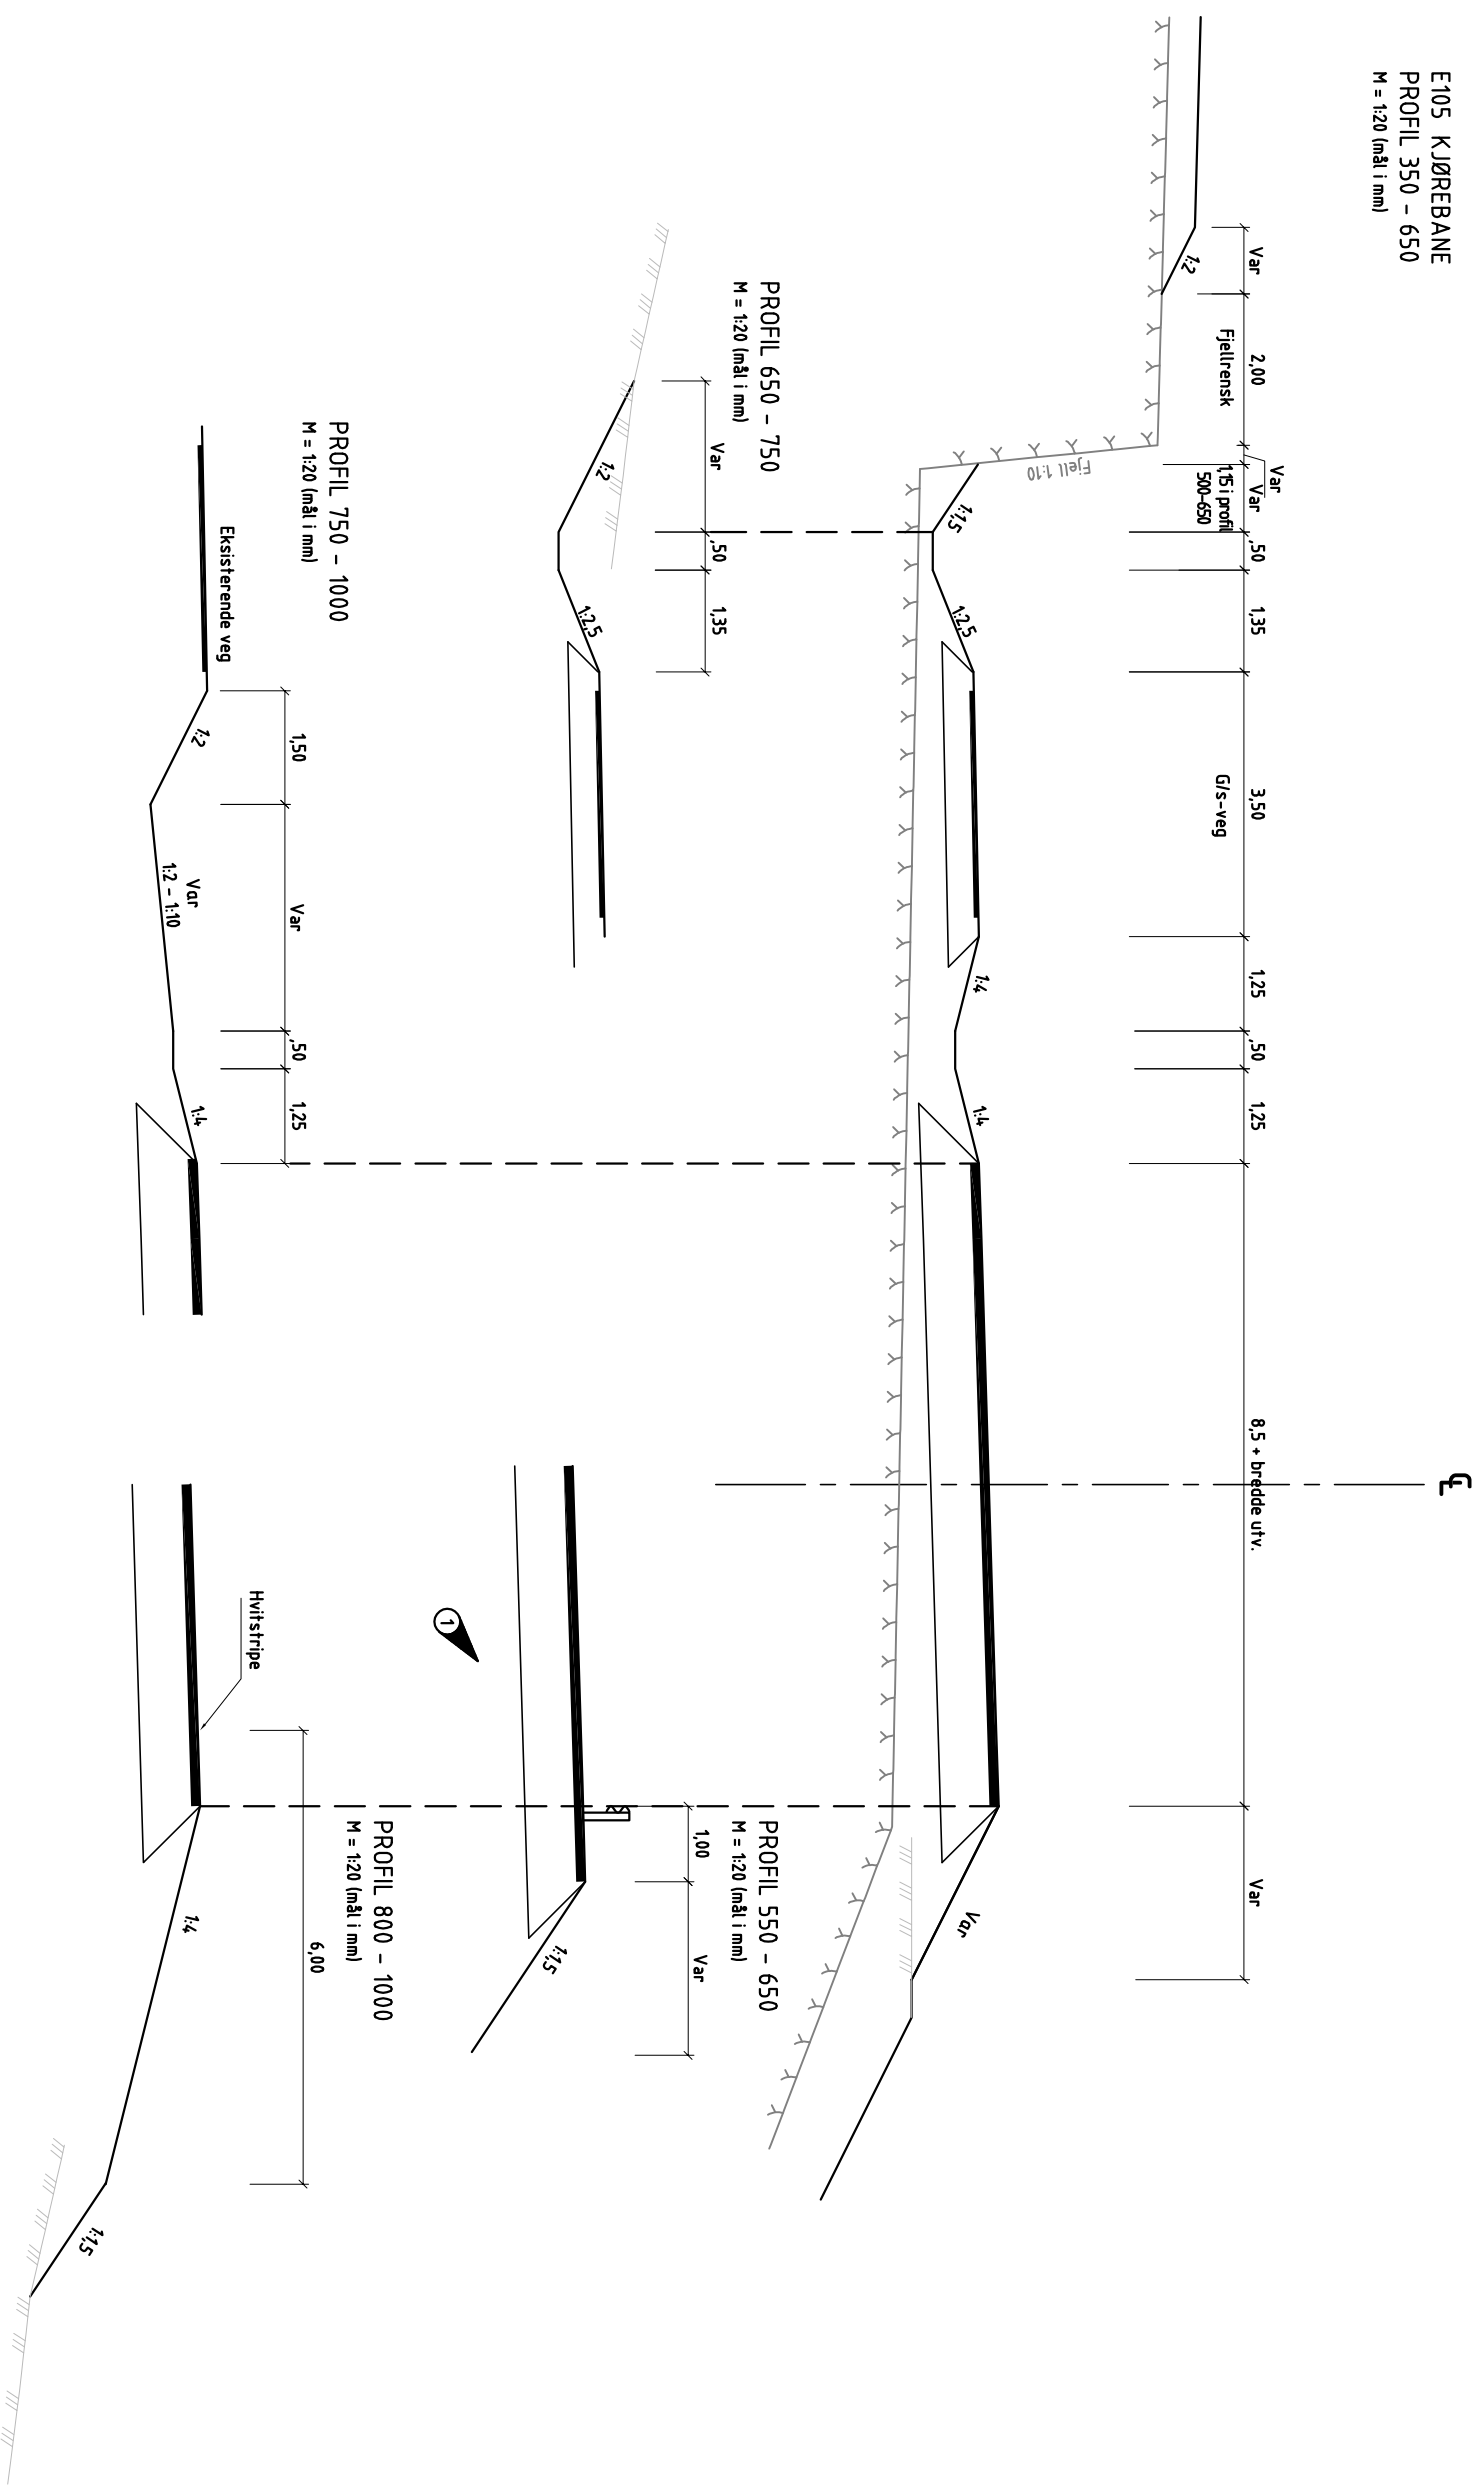 E105 KJØREBANE
PROFIL 350 - 650
M = 1:20 (mål i mm)
Var
2,00
Var
Var
,50
1,35
3,50
1,25
,50
1,25
8,5 + bredde utv.
Var
Fjellrensk
1,15 i profil
500-650
G/s-veg
1:2
Fjell 1:10
1:1,5
1:2,5
1:4
1:4
Var
PROFIL 650 - 750
M = 1:20 (mål i mm)
Var
,50
1,35
1:2
1:2,5
PROFIL 550 - 650
M = 1:20 (mål i mm)
1,00
Var
1:1,5
1
PROFIL 750 - 1000
M = 1:20 (mål i mm)
1,50
Var
,50
1,25
Eksisterende veg
1:2
Var
1:2 - 1:10
1:4
PROFIL 800 - 1000
M = 1:20 (mål i mm)
6,00
Hvitstripe
1:4
1:1,5